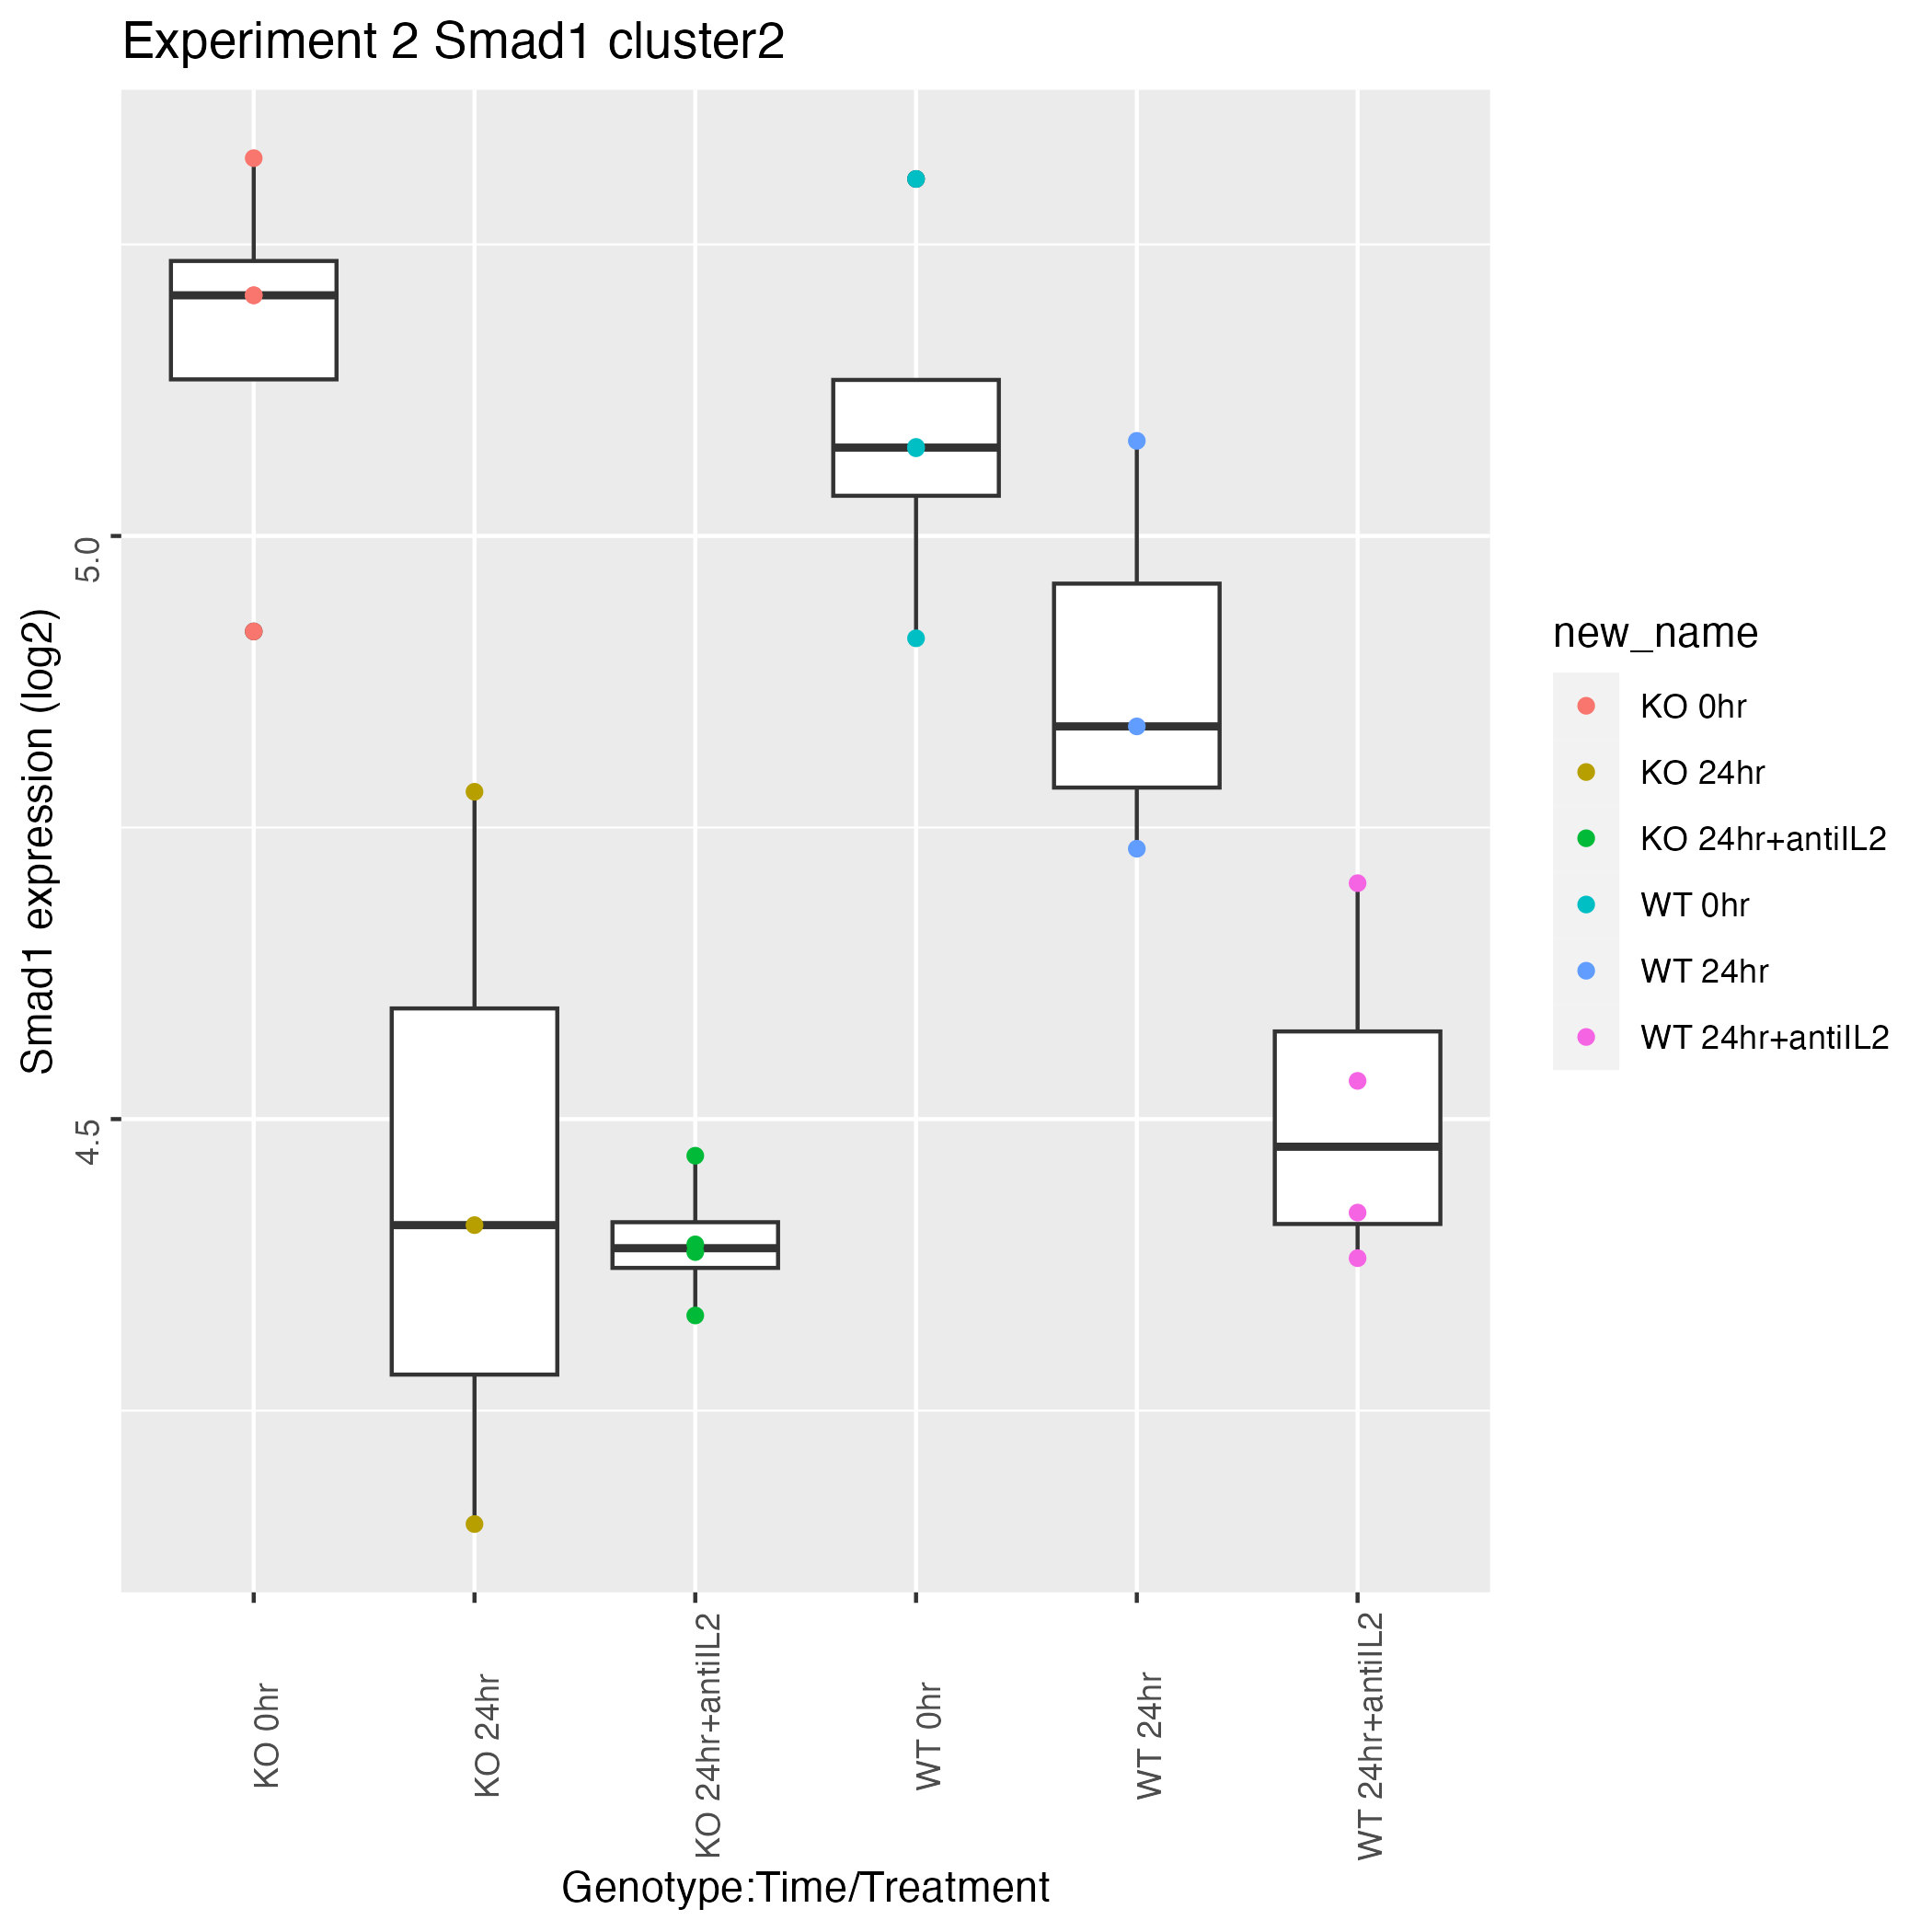 Experiment 2 Smad1 cluster2
Smad1 expression (log2)
5.0
4.5
KO 0hr
KO 24hr
KO 24hr+antiIL2
WT 0hr
WT 24hr
WT 24hr+antiIL2
Genotype:Time/Treatment
new_name
KO 0hr
KO 24hr
KO 24hr+antiIL2
WT 0hr
WT 24hr
WT 24hr+antiIL2